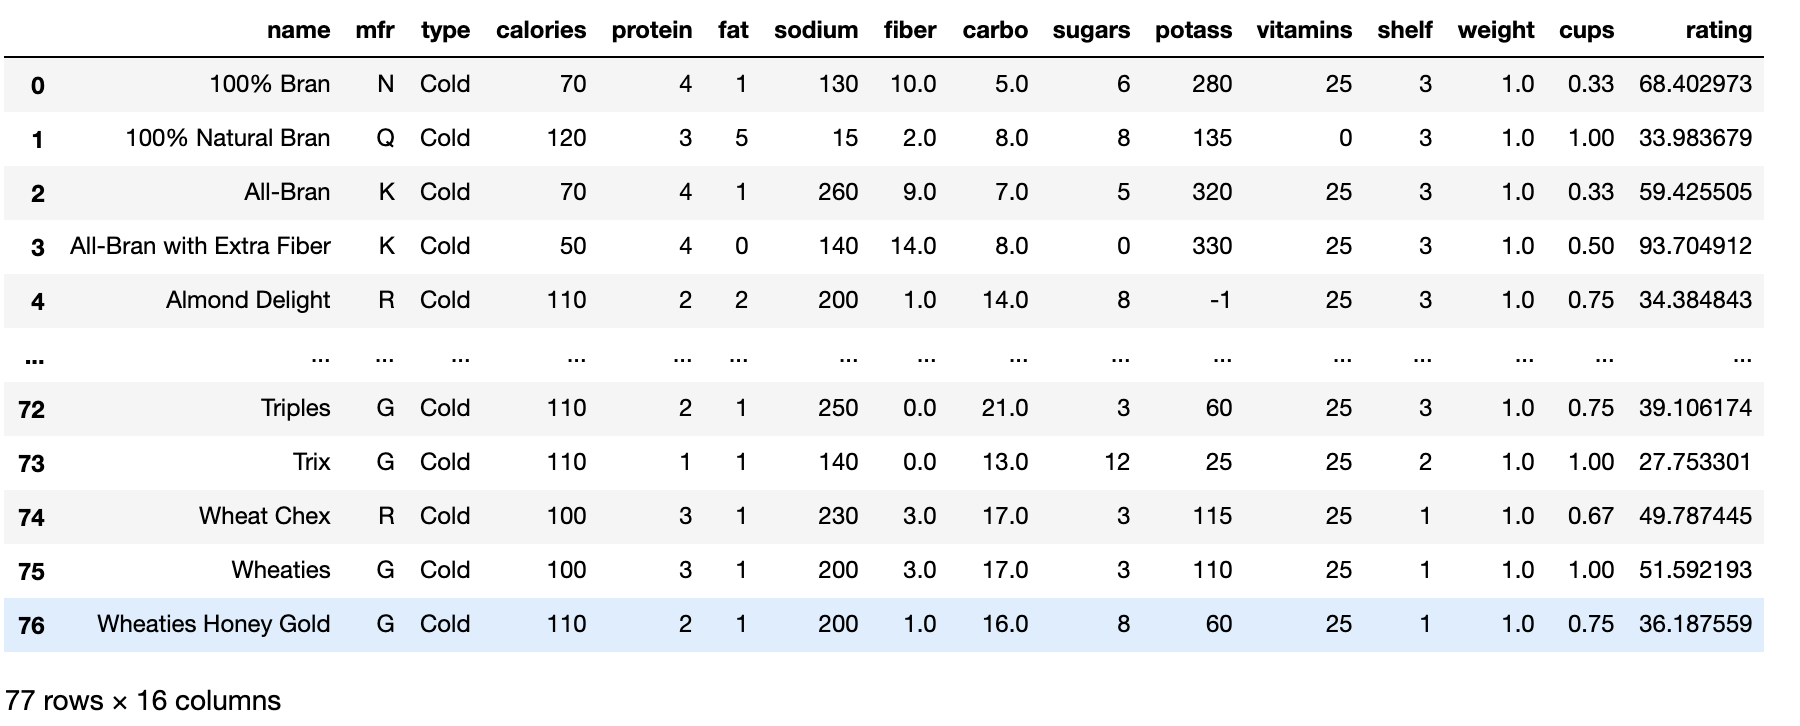 name mfr type calories protein fat sodium fiber carbo sugars potass vitamins shelf weight cups rating
0 100% Bran N Cold 70 4 1 130 10.0 5.0 6 280 25 3 1.0 0.33 68.402973
1 100% Natural Bran Q Cold 120 3 5 15 2.0 8.0 8 135 0 3 1.0 1.00 33.983679
2 All-Bran K Cold 70 4 1 260 9.0 7.0 5 320 25 3 1.0 0.33 59.425505
3 All-Bran with Extra Fiber K Cold 50 4 0 140 14.0 8.0 0 330 25 3 1.0 0.50 93.704912
4 Almond Delight R Cold 110 2 2 200 1.0 14.0 8 -1 25 3 1.0 0.75 34.384843
... ... ... ... ... ... ... ... ... ... ... ... ... ... ... ... ...
72 Triples G Cold 110 2 1 250 0.0 21.0 3 60 25 3 1.0 0.75 39.106174
73 Trix G Cold 110 1 1 140 0.0 13.0 12 25 25 2 1.0 1.00 27.753301
74 Wheat Chex R Cold 100 3 1 230 3.0 17.0 3 115 25 1 1.0 0.67 49.787445
75 Wheaties G Cold 100 3 1 200 3.0 17.0 3 110 25 1 1.0 1.00 51.592193
76 Wheaties Honey Gold G Cold 110 2 1 200 1.0 16.0 8 60 25 1 1.0 0.75 36.187559
77 rows × 16 columns